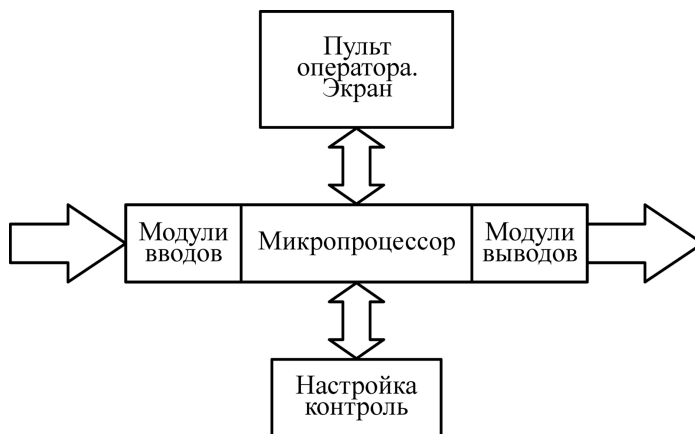 Пульт
оператора.
Экран
Модули
вводов
Микропроцессор
Модули
выводов
Настройка
контроль